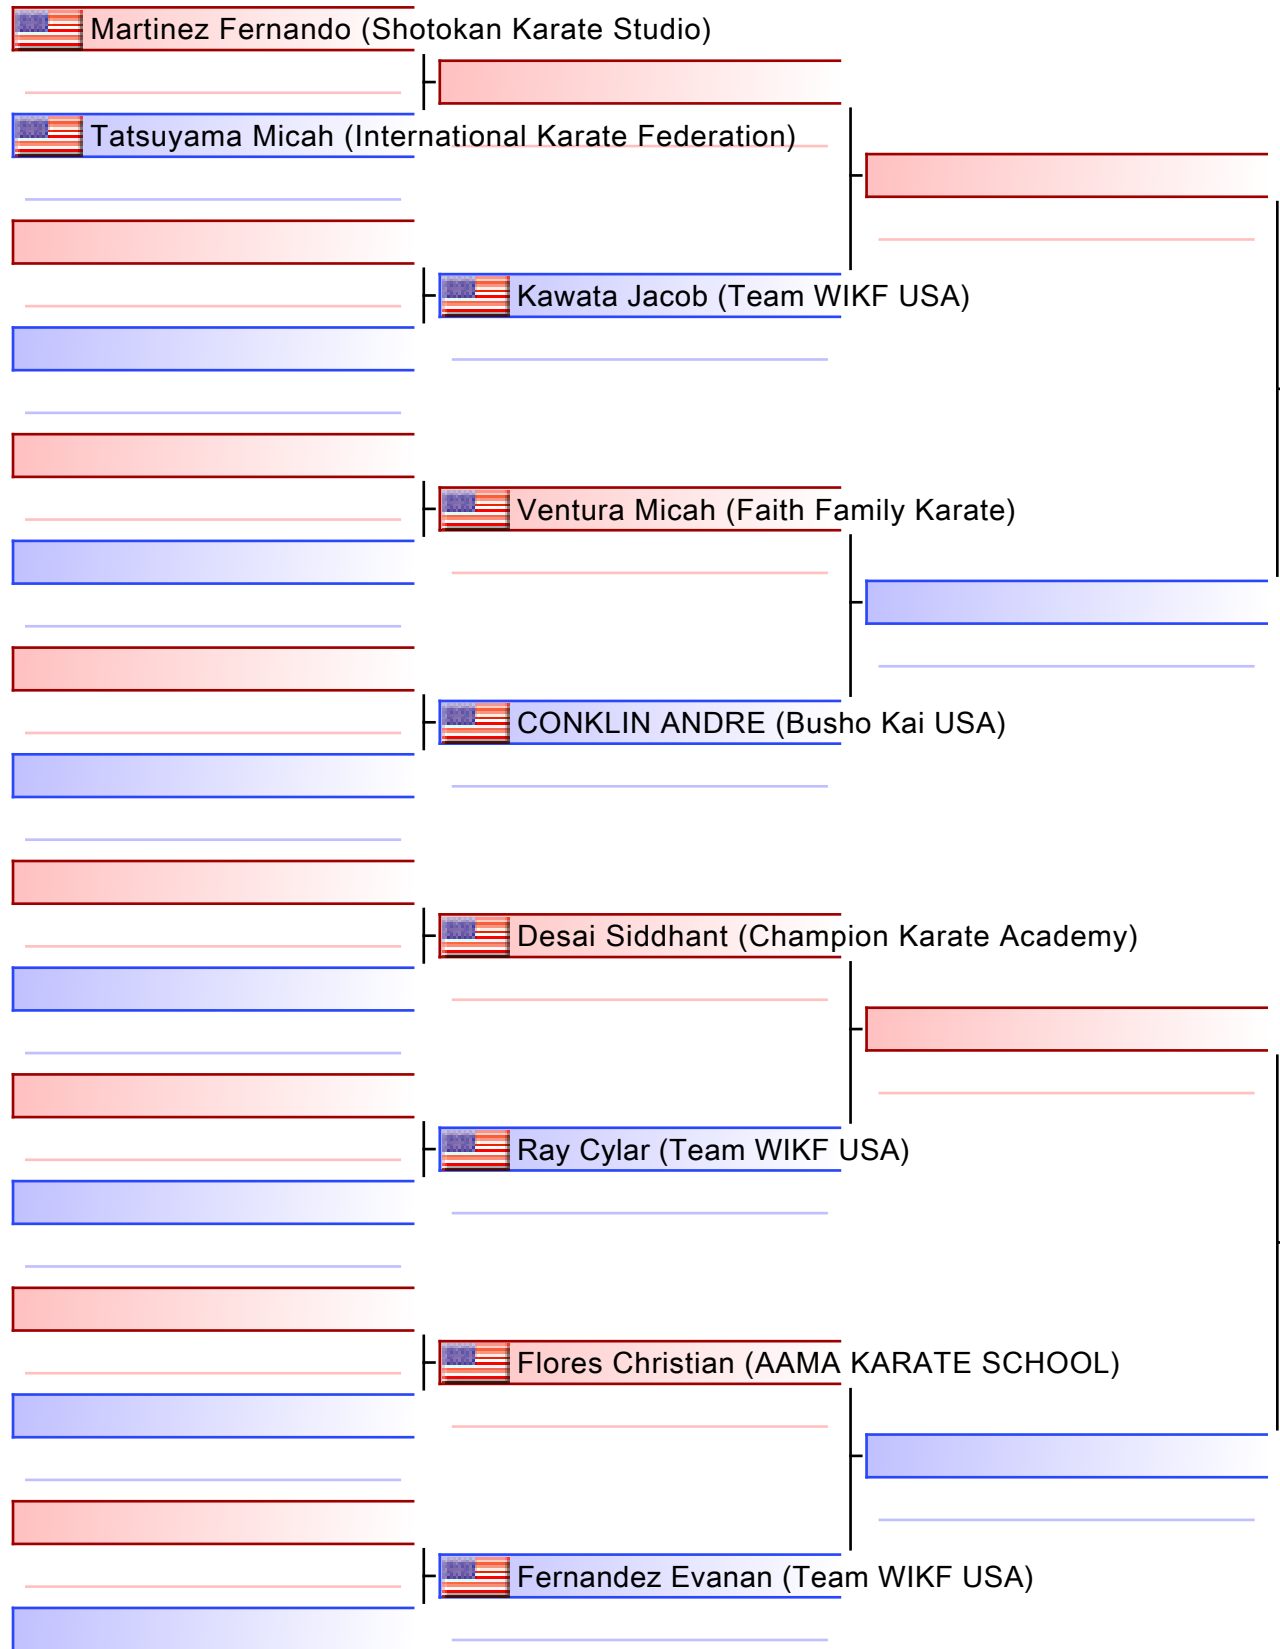 Martinez Fernando (Shotokan Karate Studio)
Tatsuyama Micah (International Karate Federation)
Kawata Jacob (Team WIKF USA)
Ventura Micah (Faith Family Karate)
CONKLIN ANDRE (Busho Kai USA)
Desai Siddhant (Champion Karate Academy)
Ray Cylar (Team WIKF USA)
Flores Christian (AAMA KARATE SCHOOL)
Fernandez Evanan (Team WIKF USA)